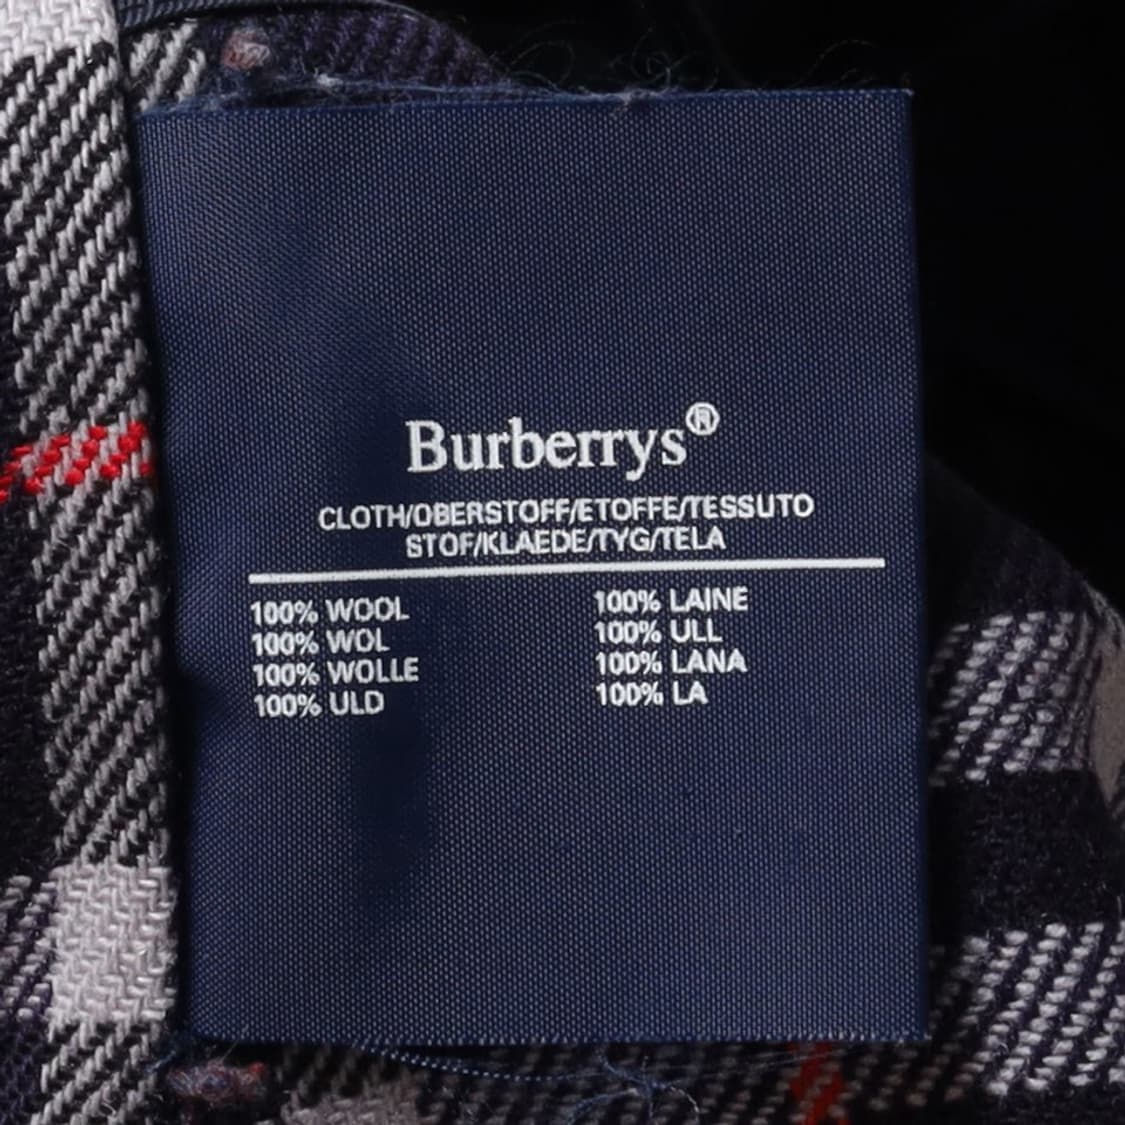 Burberrys®
CLOTH/OBERSTOFF/ETOFFE/TESSUTO
STOF/KLAEDE/TYG/TELA
100% WOOL
100% WOL
100% WOLLE
100% ULD
100% LAINE
100% ULL
100% LANA
100% LA